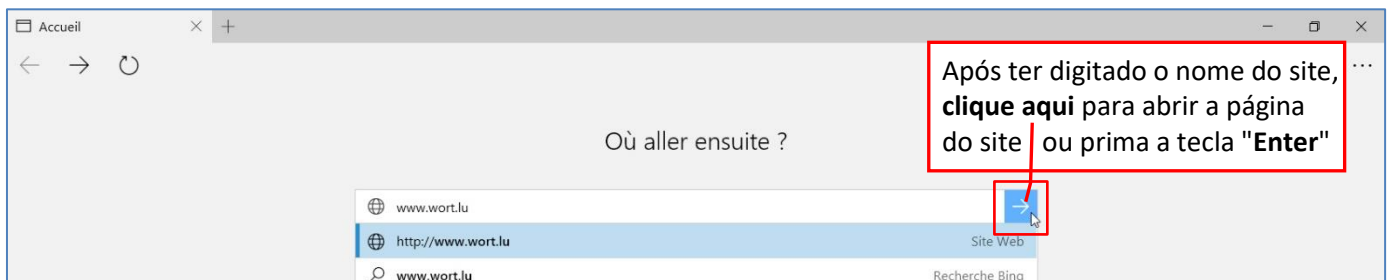 Accueil
Após ter digitado o nome do site,
clique aqui para abrir a página
do site ou prima a tecla "Enter"
Où aller ensuite ?
www.wort.lu
http://www.wort.lu Site Web
www.wort.lu Recherche Bing